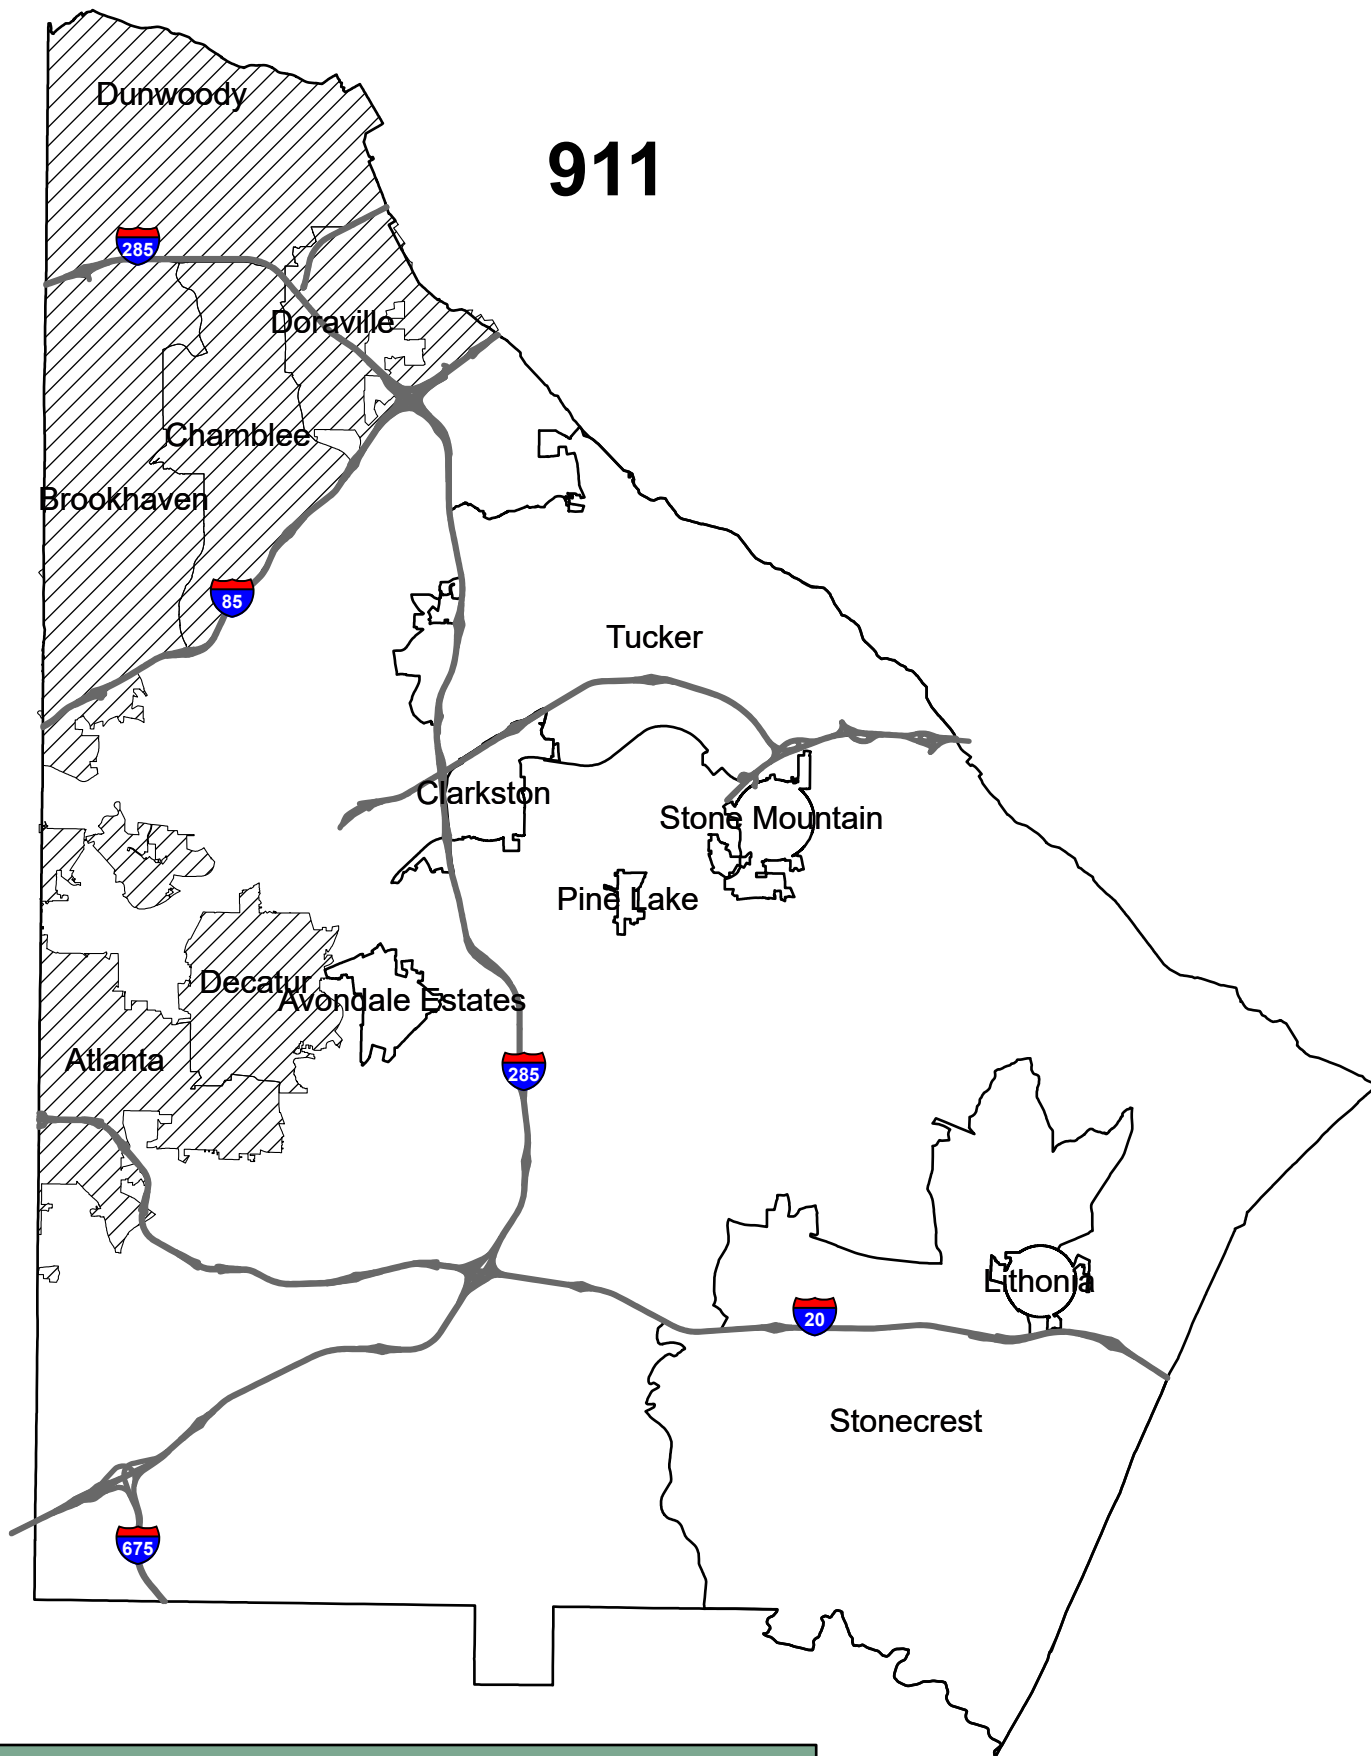 Dunwoody
911
285
Doraville
Chamblee
Brookhaven
85
Tucker
Clarkston
Stone Mountain
Pine Lake
Decatur
Avondale Estates
Atlanta
285
Lithonia
20
Stonecrest
675